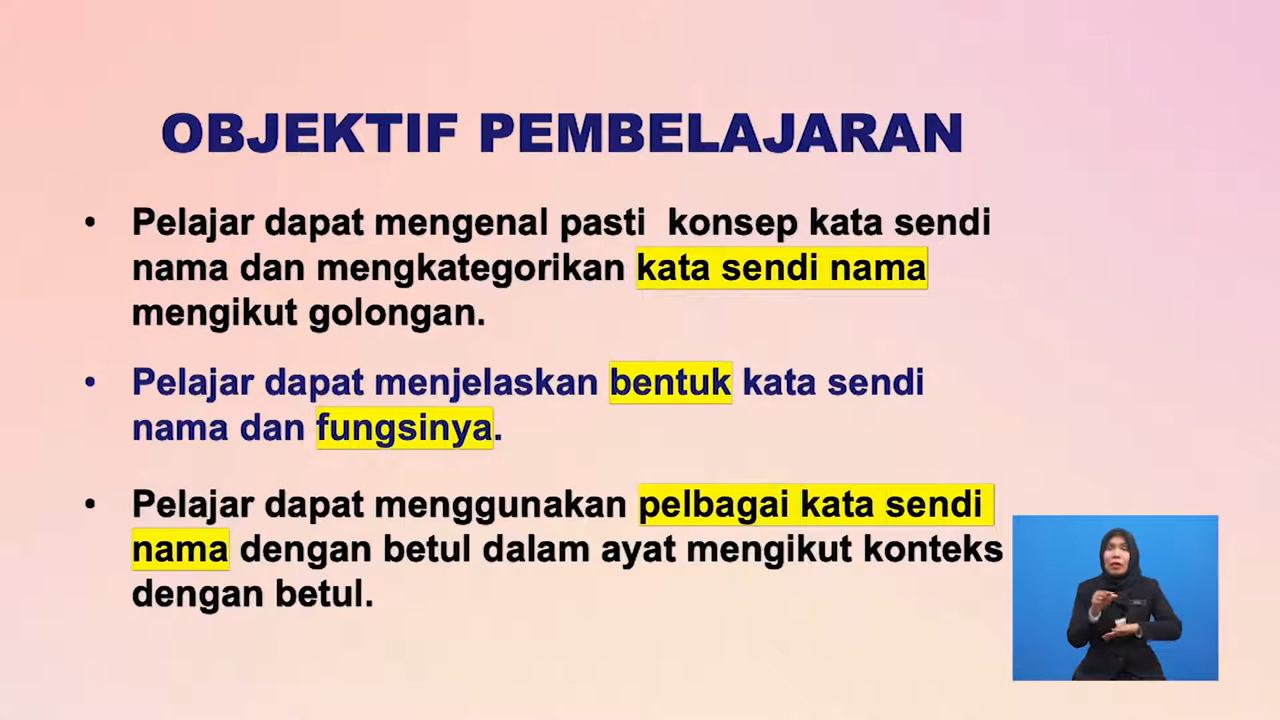 OBJEKTIF PEMBELAJARAN
• Pelajar dapat mengenal pasti  konsep kata sendi
nama dan mengkategorikan kata sendi nama
mengikut golongan.
• Pelajar dapat menjelaskan bentuk kata sendi
nama dan fungsinya.
• Pelajar dapat menggunakan pelbagai kata sendi
nama dengan betul dalam ayat mengikut konteks
dengan betul.